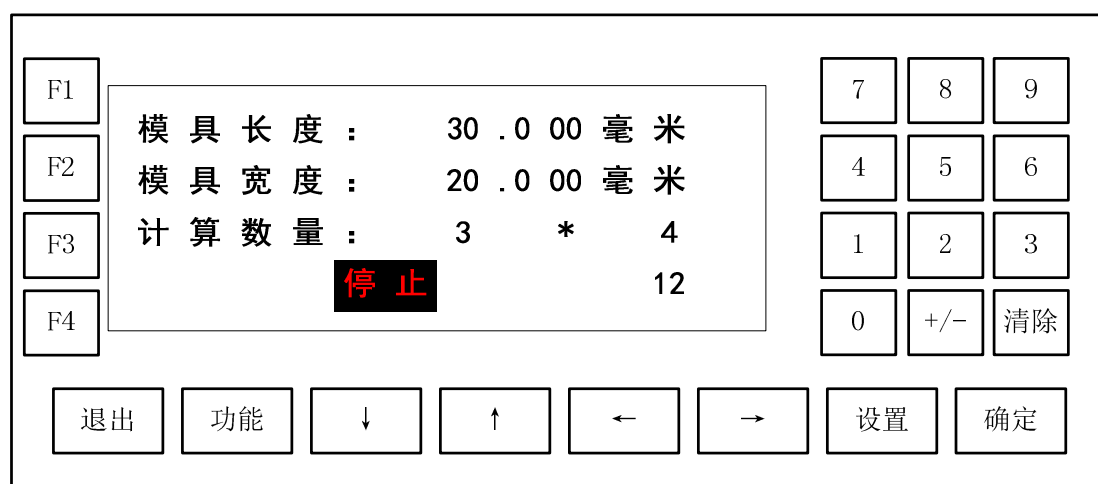 F1
F2
F3
F4
模具长度： 30.000毫米
模具宽度： 20.000毫米
计算数量： 3 * 4
停止 12
7 8 9
4 5 6
1 2 3
0 +/- 清除
退出 功能 ↓ ↑ ← → 设置 确定